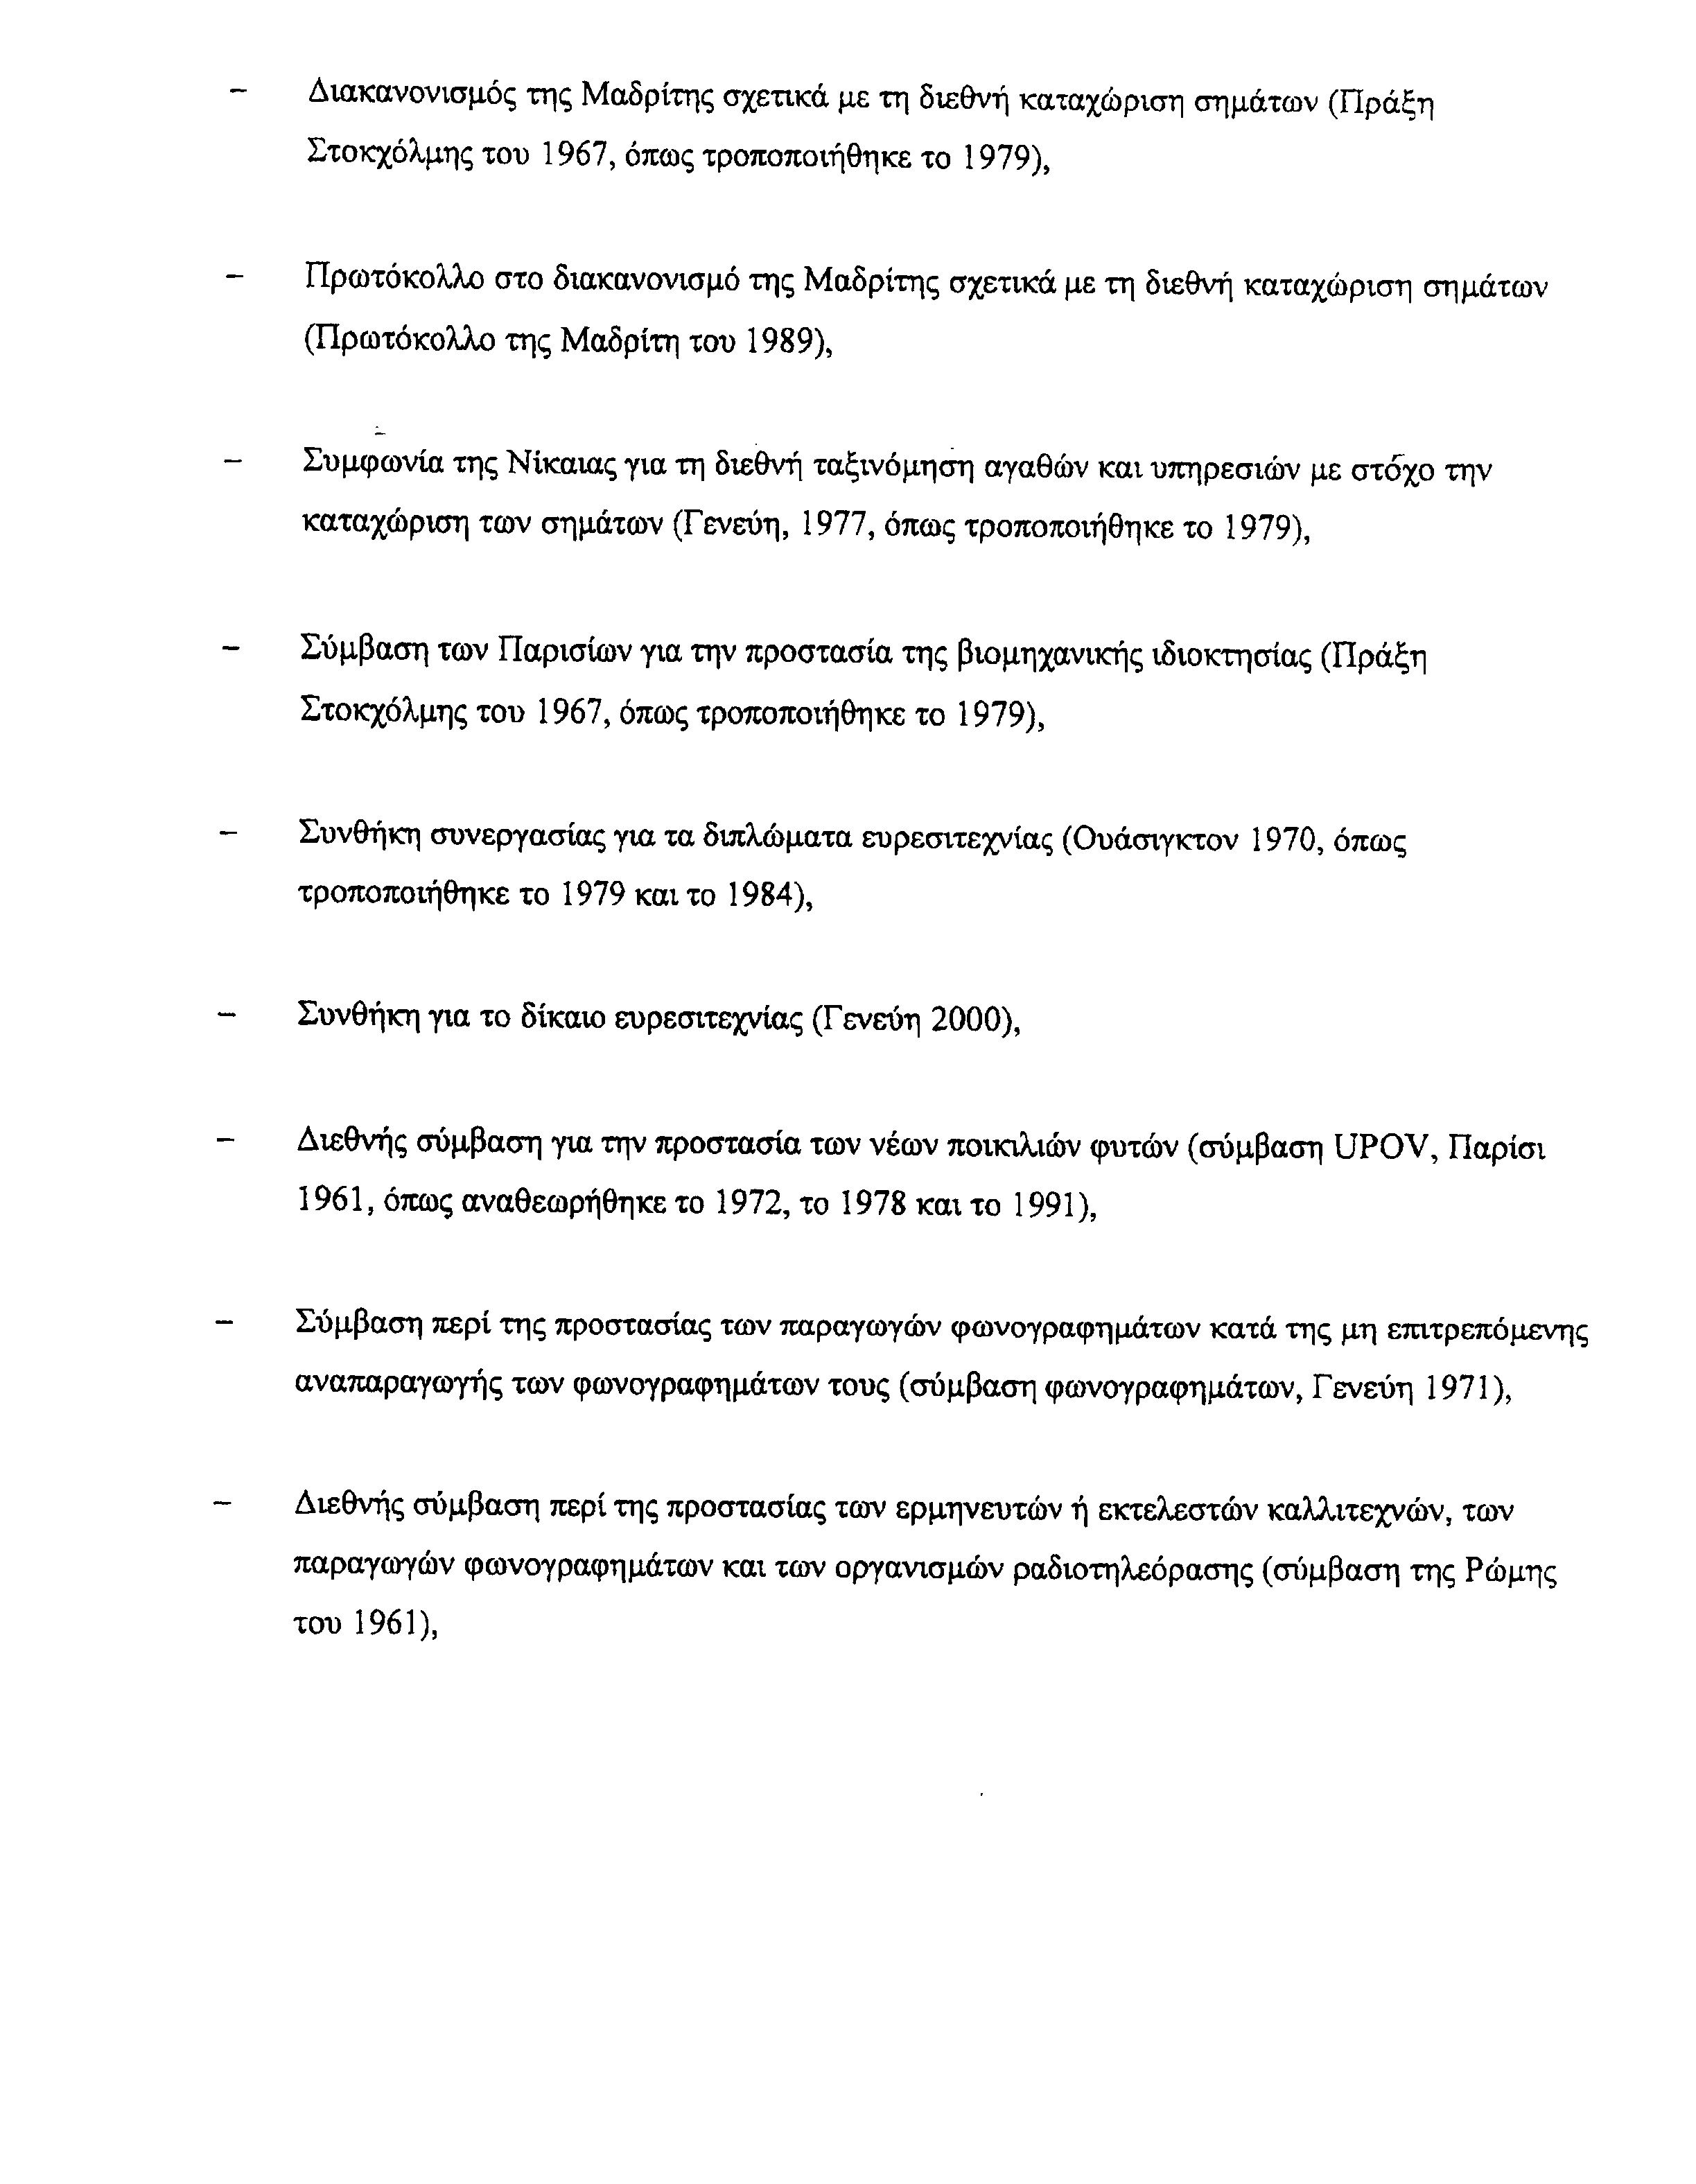 - Διακανονισμός της Μαδρίτης σχετικά με τη διεθνή καταχώριση σημάτων (Πράξη
Στοκχόλμης του 1967, όπως τροποποιήθηκε το 1979),
- Πρωτόκολλο στο διακανονισμό της Μαδρίτης σχετικά με τη διεθνή καταχώριση σημάτων
(Πρωτόκολλο της Μαδρίτη του 1989),
- Συμφωνία της Νίκαιας για τη διεθνή ταξινόμηση αγαθών και υπηρεσιών με στόχο την
καταχώριση των σημάτων (Γενεύη, 1977, όπως τροποποιήθηκε το 1979),
- Σύμβαση των Παρισίων για την προστασία της βιομηχανικής ιδιοκτησίας (Πράξη
Στοκχόλμης του 1967, όπως τροποποιήθηκε το 1979),
- Συνθήκη συνεργασίας για τα διπλώματα ευρεσιτεχνίας (Ουάσιγκτον 1970, όπως
τροποποιήθηκε το 1979 και το 1984),
- Συνθήκη για το δίκαιο ευρεσιτεχνίας (Γενεύη 2000),
- Διεθνής σύμβαση για την προστασία των νέων ποικιλιών φυτών (σύμβαση UPOV, Παρίσι
1961, όπως αναθεωρήθηκε το 1972, το 1978 και το 1991),
- Σύμβαση περί της προστασίας των παραγωγών φωνογραφημάτων κατά της μη επιτρεπόμενης
αναπαραγωγής των φωνογραφημάτων τους (σύμβαση φωνογραφημάτων, Γενεύη 1971),
- Διεθνής σύμβαση περί της προστασίας των ερμηνευτών ή εκτελεστών καλλιτεχνών, των
παραγωγών φωνογραφημάτων και των οργανισμών ραδιοτηλεόρασης (σύμβαση της Ρώμης
του 1961),